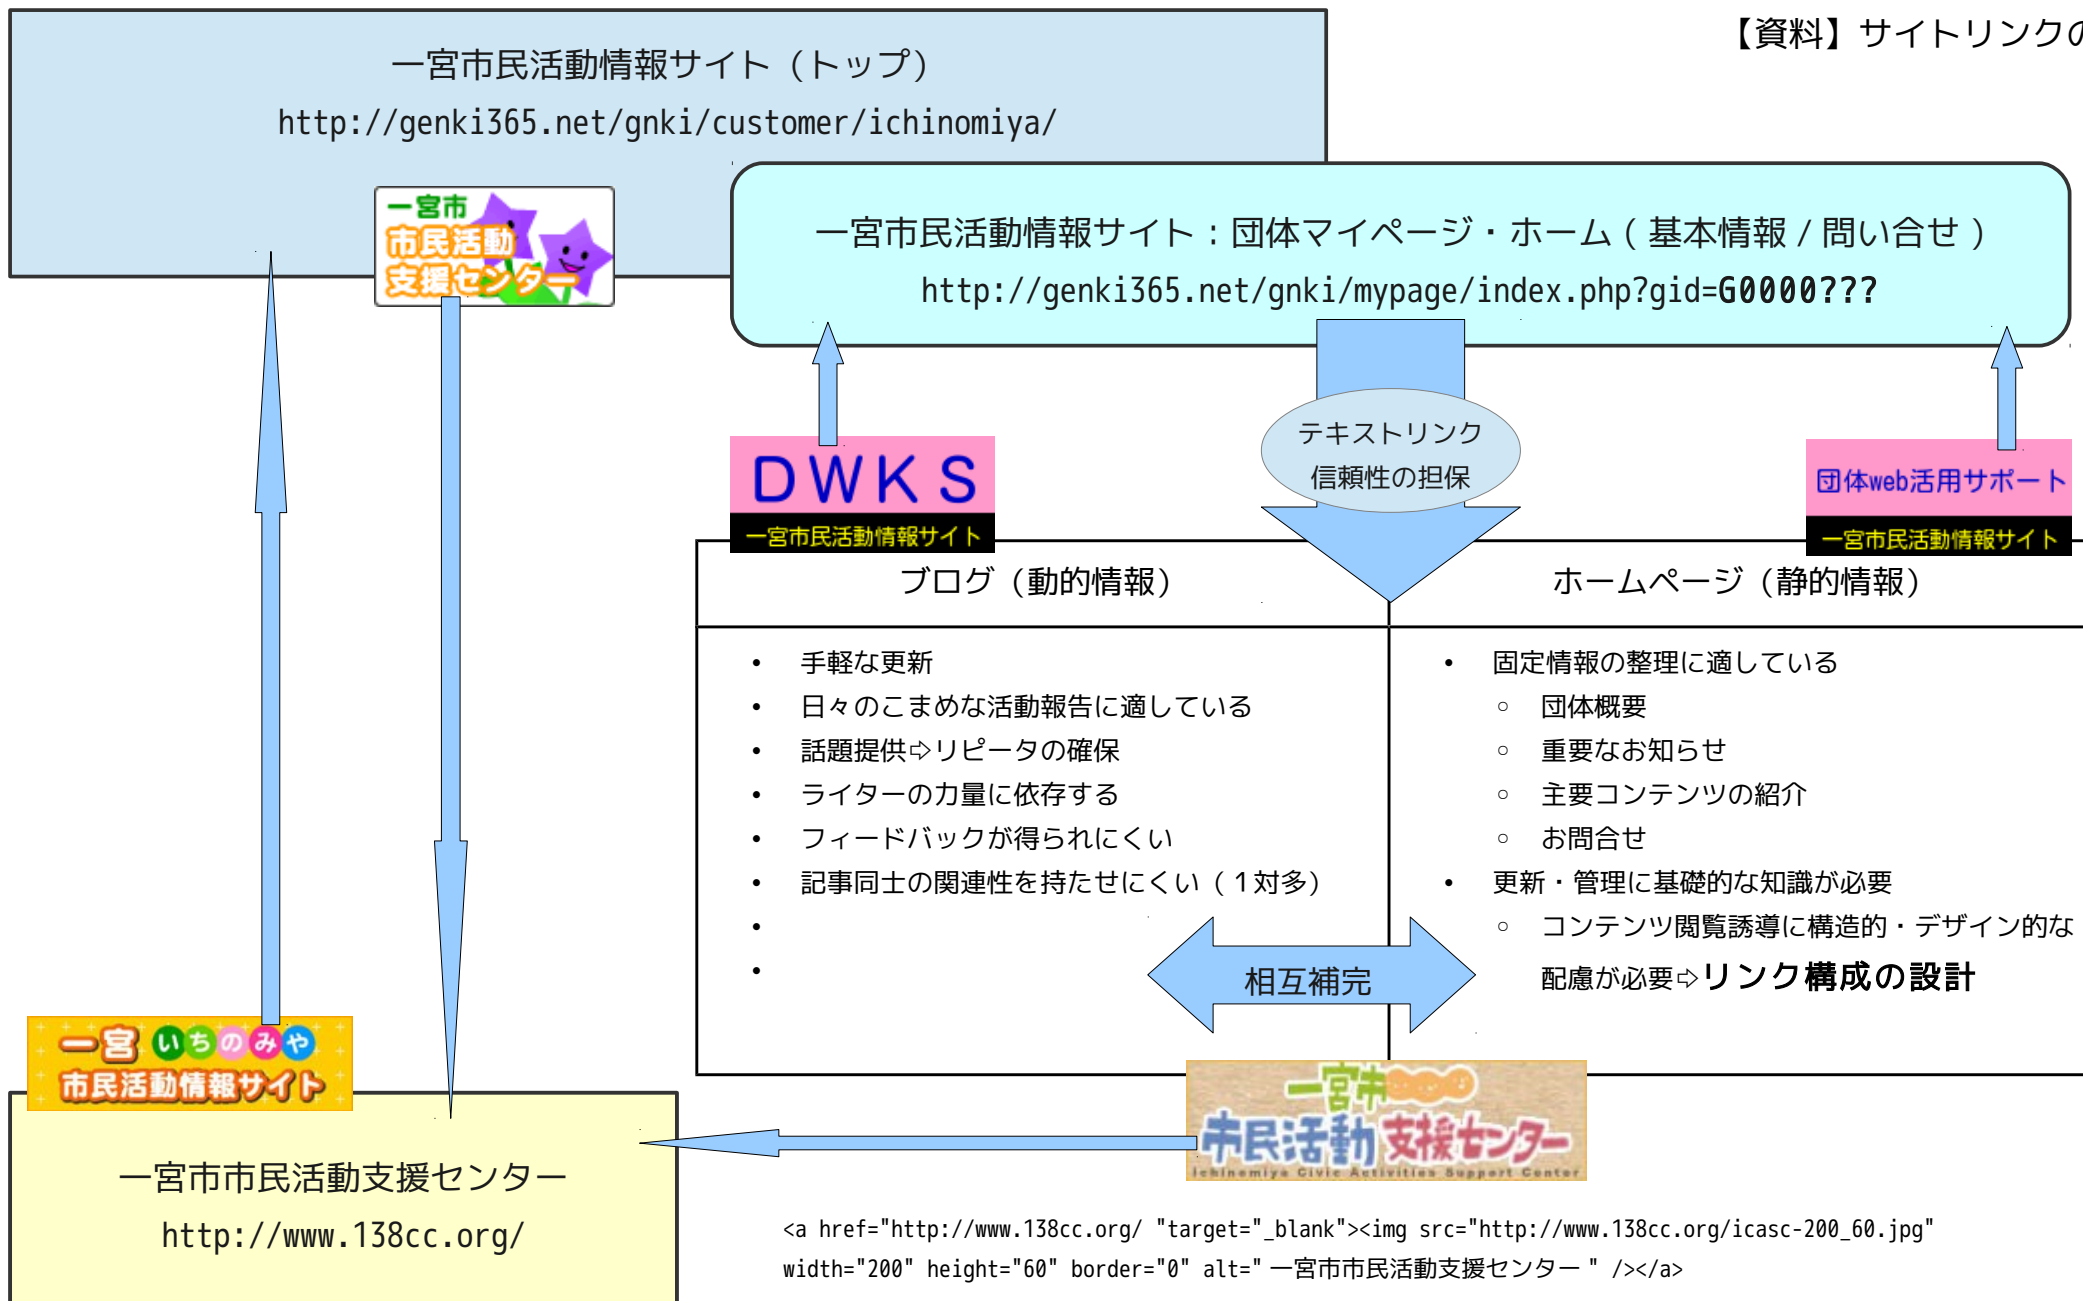 【資料】サイトリンクの
一宮市民活動情報サイト（トップ）
http://genki365.net/gnki/customer/ichinomiya/
一宮市
市民活動
支援センター
一宮市民活動情報サイト：団体マイページ・ホーム ( 基本情報 / 問い合せ )
http://genki365.net/gnki/mypage/index.php?gid=G0000???
テキストリンク
信頼性の担保
ＤＷＫＳ
一宮市民活動情報サイト
団体web活用サポート
一宮市民活動情報サイト
ブログ（動的情報）
• 手軽な更新
• 日々のこまめな活動報告に適している
• 話題提供⇨リピータの確保
• ライターの力量に依存する
• フィードバックが得られにくい
• 記事同士の関連性を持たせにくい（１対多）
•
•
ホームページ（静的情報）
• 固定情報の整理に適している
◦ 団体概要
◦ 重要なお知らせ
◦ 主要コンテンツの紹介
◦ お問合せ
• 更新・管理に基礎的な知識が必要
◦ コンテンツ閲覧誘導に構造的・デザイン的な
配慮が必要⇨リンク構成の設計
相互補完
一宮 いちのみや
市民活動情報サイト
一宮市市民活動支援センター
http://www.138cc.org/
一宮市
市民活動 支援センター
Ichinomiya Civic Activities Support Center
<a href="http://www.138cc.org/ "target="_blank"><img src="http://www.138cc.org/icasc-200_60.jpg"
width="200" height="60" border="0" alt=" 一宮市市民活動支援センター " /></a>